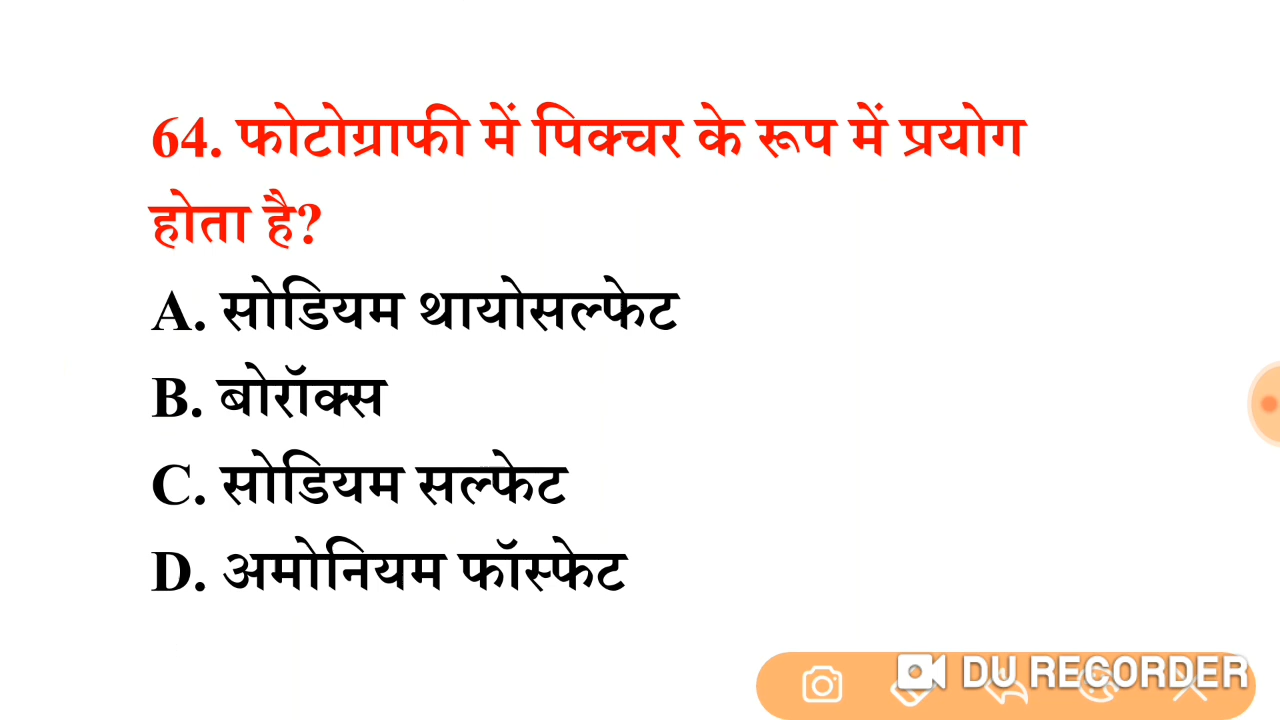 64. फोटोग्राफी में पिक्चर के रूप में प्रयोग
होता है?
A. सोडियम थायोसल्फेट
B. बोरॉक्स
C. सोडियम सल्फेट
D. अमोनियम फॉस्फेट
DU RECORDER